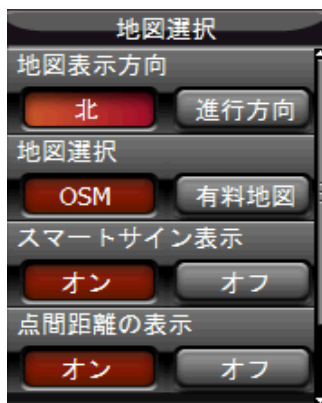 地図選択
地図表示方向
北 進行方向
地図選択
OSM 有料地図
スマートサイン表示
オン オフ
点間距離の表示
オン オフ